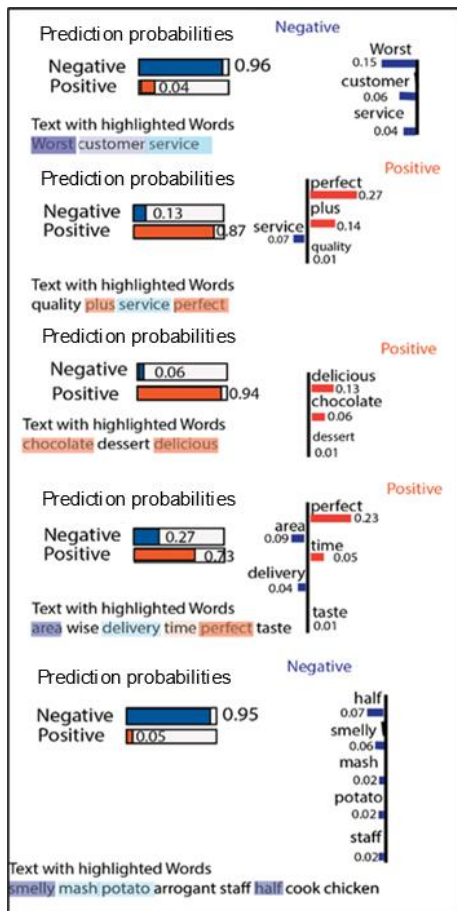 Prediction probabilities
Negative
Negative 0.96
Positive 0.04
Worst
0.15
customer
0.06
service
0.04
Text with highlighted Words
Worst customer service
Positive
Prediction probabilities
Negative 0.13
Positive 0.87
perfect
0.27
plus
0.14
service
0.07
quality
0.01
Text with highlighted Words
quality plus service perfect
Positive
Prediction probabilities
Negative 0.06
Positive 0.94
delicious
0.13
chocolate
0.06
dessert
0.01
Text with highlighted Words
chocolate dessert delicious
Positive
Prediction probabilities
Negative 0.27
Positive 0.73
perfect
0.23
area
0.09
time
0.05
delivery
0.04
taste
0.01
Text with highlighted Words
area wise delivery time perfect taste
Negative
Prediction probabilities
Negative 0.95
Positive 0.05
half
0.07
smelly
0.06
mash
0.02
potato
0.02
staff
0.02
Text with highlighted Words
smelly mash potato arrogant staff half cook chicken